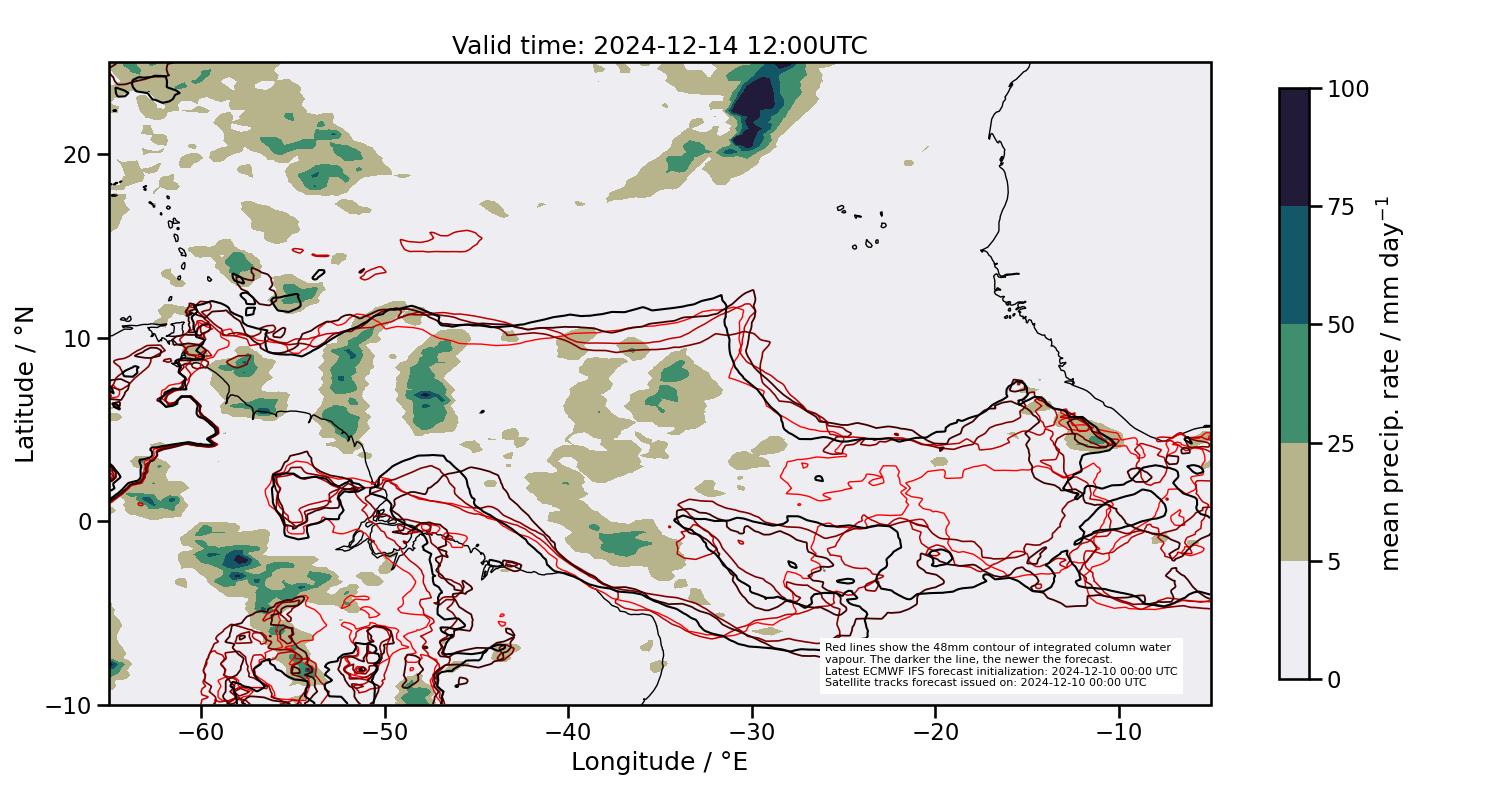 Valid time: 2024-12-14 12:00UTC
20
10
0
−10
Latitude / °N
−60
−50
−40
−30
−20
−10
Longitude / °E
Red lines show the 48mm contour of integrated column water
vapour. The darker the line, the newer the forecast.
Latest ECMWF IFS forecast initialization: 2024-12-10 00:00 UTC
Satellite tracks forecast issued on: 2024-12-10 00:00 UTC
100
75
50
25
5
0
mean precip. rate / mm day⁻¹